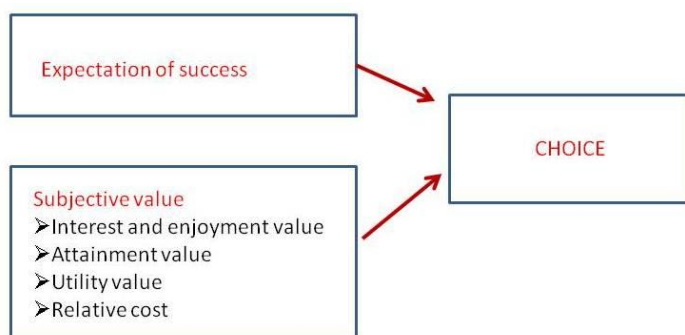 Expectation of success
CHOICE
Subjective value
➢Interest and enjoyment value
➢Attainment value
➢Utility value
➢Relative cost